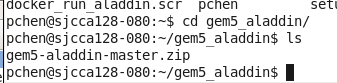 docker_run_aladdin.scr pchen setu
pchen@sjcca128-080:~$ cd gem5_aladdin/
pchen@sjcca128-080:~/gem5_aladdin$ ls
gem5-aladdin-master.zip
pchen@sjcca128-080:~/gem5_aladdin$